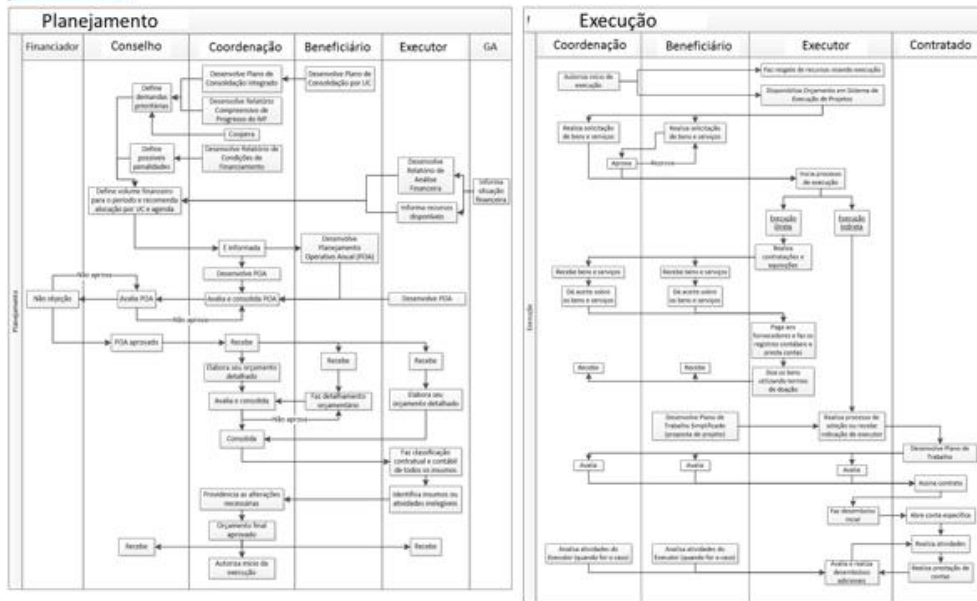 Planejamento
Financiador
Conselho
Coordenação
Beneficiário
Executor
GA
Planejamento
Desenvolve Plano de
Consolidação Integrado
Desenvolve Plano de
Consolidação por UC
Define
demandas
prioritárias
Desenvolve Relatório
Compreensivo de
Progresso do MF
Coopera
Define
possíveis
penalidades
Desenvolve Relatório de
Condições de
Financiamento
Desenvolve
Relatório de
Análise
Financeira
Informa
situação
financeira
Define volume financeiro
para o período e recomenda
alocação por UC e agenda
Informa recursos
disponíveis
É informada
Desenvolve
Planejamento
Operativo Anual (POA)
Desenvolve POA
Não aprova
Não objeção
Avalia POA
Avalia e consolida POA
Desenvolve POA
Não aprova
POA aprovado
Recebe
Recebe
Recebe
Elabora seu orçamento
detalhado
Avalia e consolida
Faz detalhamento
orçamentário
Elabora seu
orçamento detalhado
Não aprova
Consolida
Faz classificação
contratual e contábil
de todos os insumos
Providencia as alterações
necessárias
Identifica insumos ou
atividades inelegíveis
Orçamento final
aprovado
Recebe
Recebe
Autoriza início da
execução
Execução
Coordenação
Beneficiário
Executor
Contratado
Execução
Autoriza início da
execução
Faz resgate de recursos visando execução
Disponibiliza Orçamento em Sistema de
Execução de Projetos
Realiza solicitação
de bens e serviços
Realiza solicitação
de bens e serviços
Aprova
Inicia processo
de execução
Execução
Direta
Execução
Indireta
Realiza
contratações e
aquisições
Recebe bens e serviços
Recebe bens e serviços
Dá aceite sobre
os bens e serviços
Dá aceite sobre
os bens e serviços
Paga aos
fornecedores e faz os
registros contábeis e
presta contas
Recebe
Recebe
Doa os bens
utilizando termos
de doação
Desenvolve Plano de
Trabalho Simplificado
(proposta de projeto)
Realiza processo de
seleção ou recebe
indicação de executor
Desenvolve Plano de
Trabalho
Avalia
Avalia
Avalia
Assina contrato
Faz desembolso
inicial
Abre conta específica
Realiza atividades
Analisa atividades do
Executor (quando for o caso)
Analisa atividades do
Executor (quando for o caso)
Avalia e realiza
desembolsos
adicionais
Realiza prestação de
contas